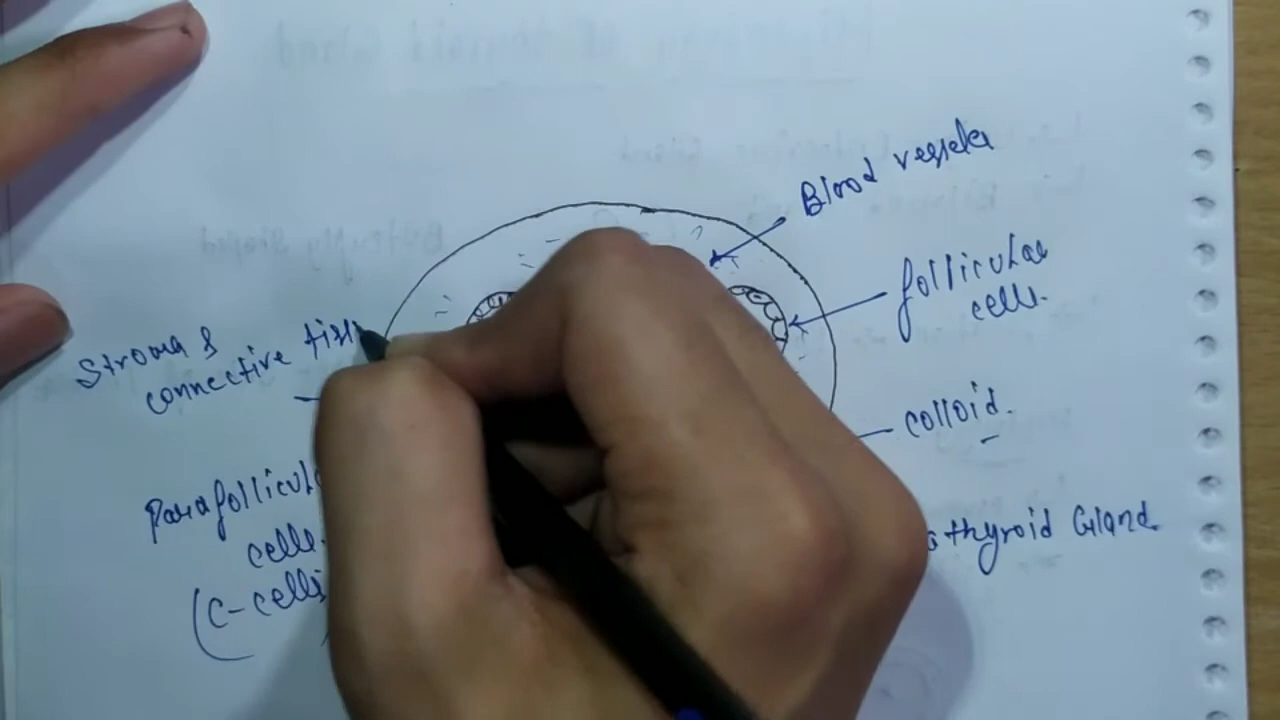 Blood vessels
follicular
cells.
Stroma &
connective tiss
colloid.
Parafollicul
cells.
(C-cells
thyroid Gland